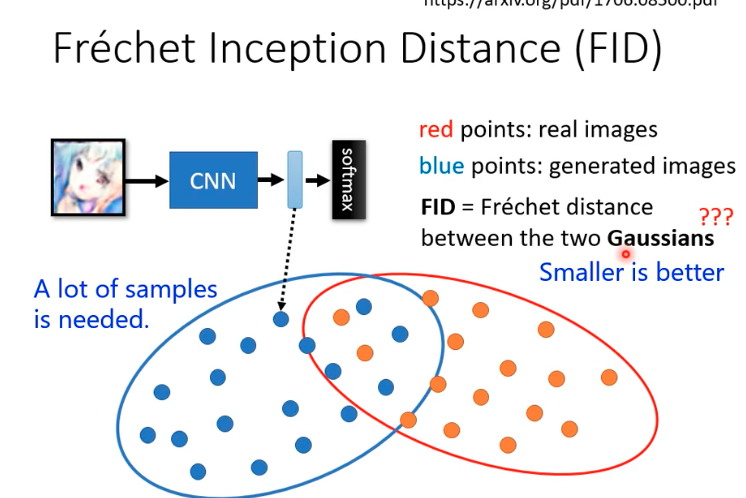 https://arxiv.org/pdf/1706.08500.pdf
Fréchet Inception Distance (FID)
CNN
softmax
red points: real images
blue points: generated images
FID = Fréchet distance
???
between the two Gaussians
Smaller is better
A lot of samples
is needed.